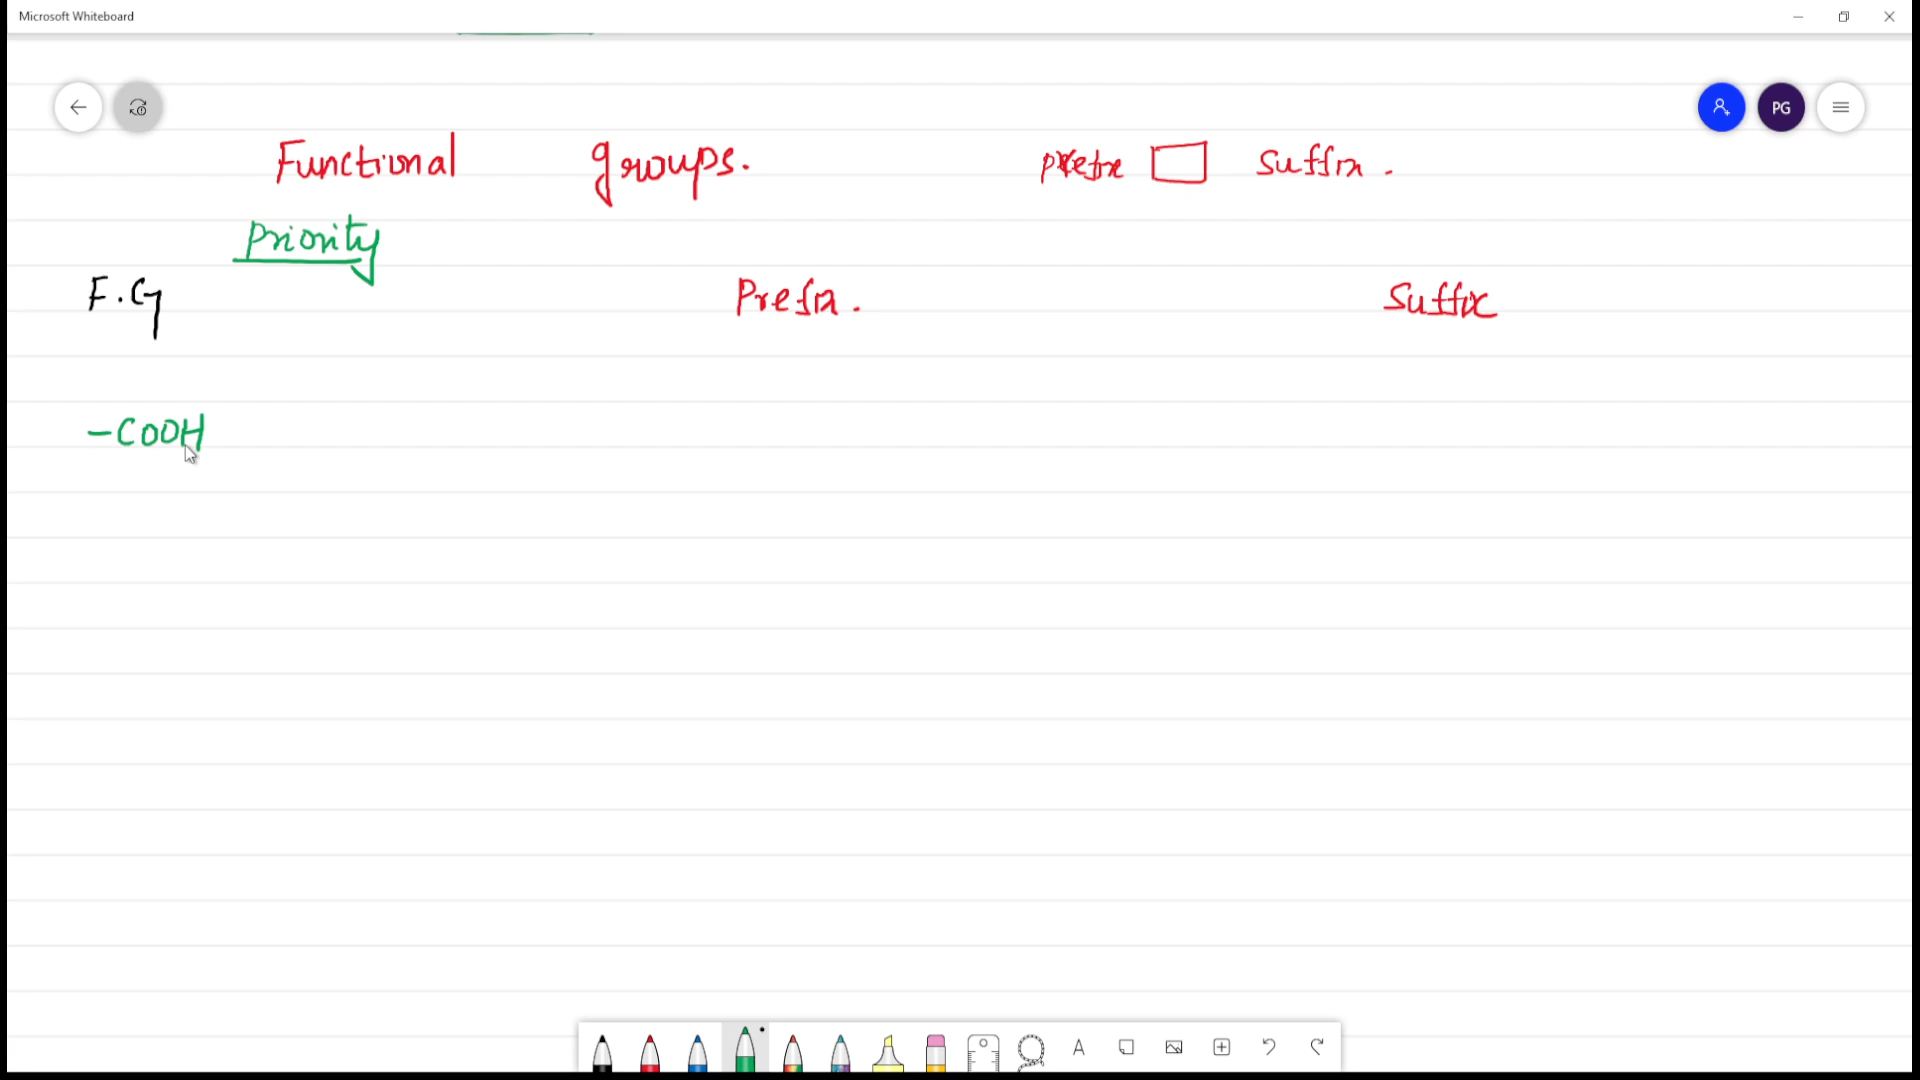 Microsoft Whiteboard
PG
Functional groups. prefix suffix.
Priority
F.G Prefix. Suffix
-COOH
A